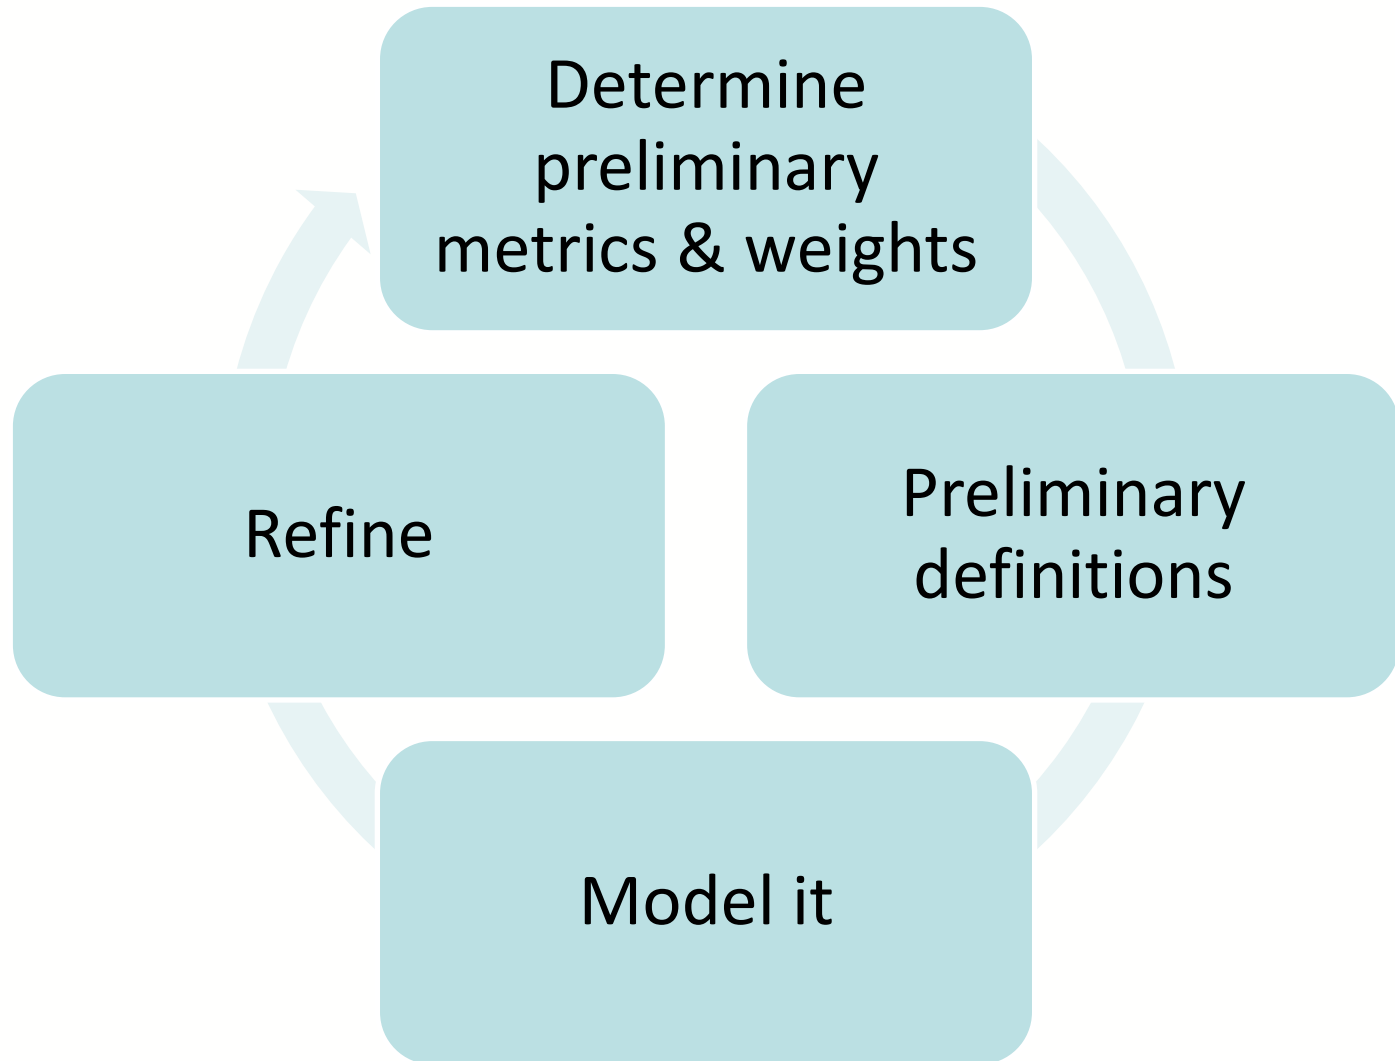 Determine
preliminary
metrics & weights
Preliminary
definitions
Model it
Refine